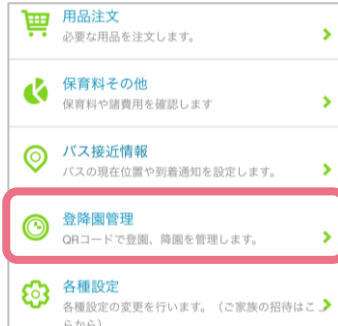 用品注文
必要な用品を注文します。
保育料その他
保育料や諸費用を確認します
バス接近情報
バスの現在位置や到着通知を設定します。
登降園管理
QRコードで登園、降園を管理します。
各種設定
各種設定の変更を行います。（ご家族の招待はこ
らから）